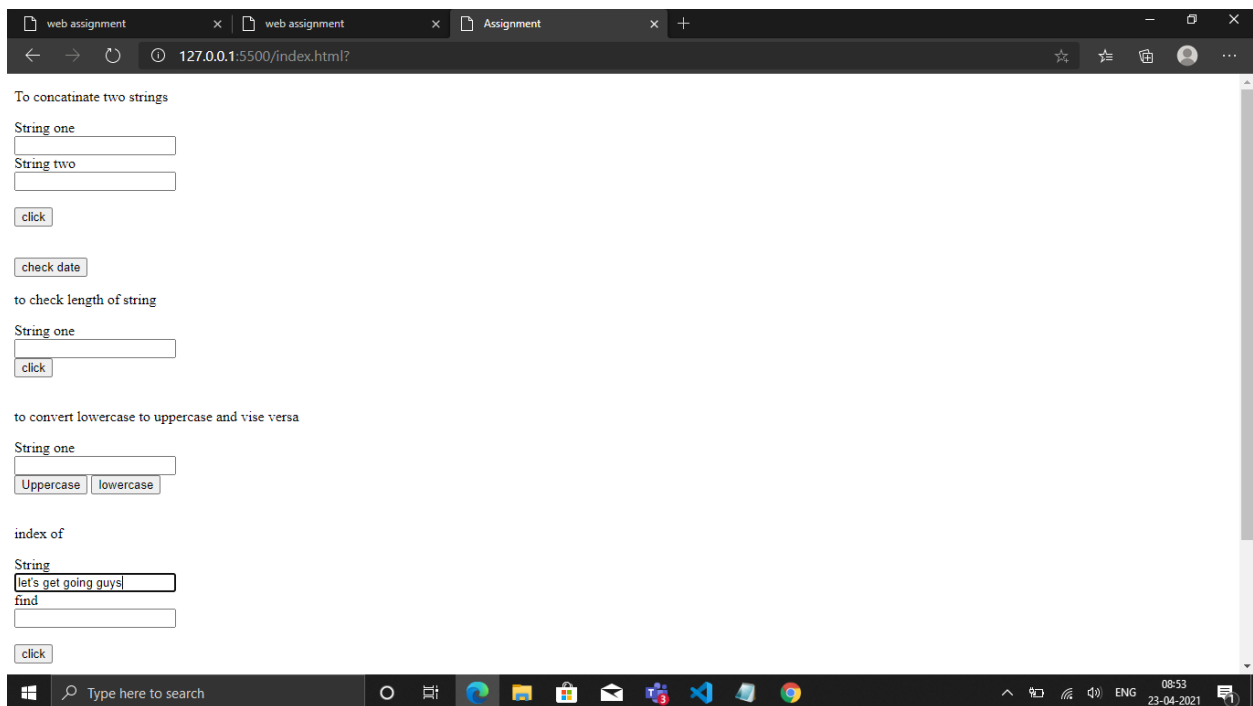 web assignment
web assignment
Assignment
127.0.0.1:5500/index.html?
To concatinate two strings
String one
String two
click
check date
to check length of string
String one
click
to convert lowercase to uppercase and vise versa
String one
Uppercase lowercase
index of
String
let's get going guys
find
click
Type here to search
3
ENG
08:53
23-04-2021
1